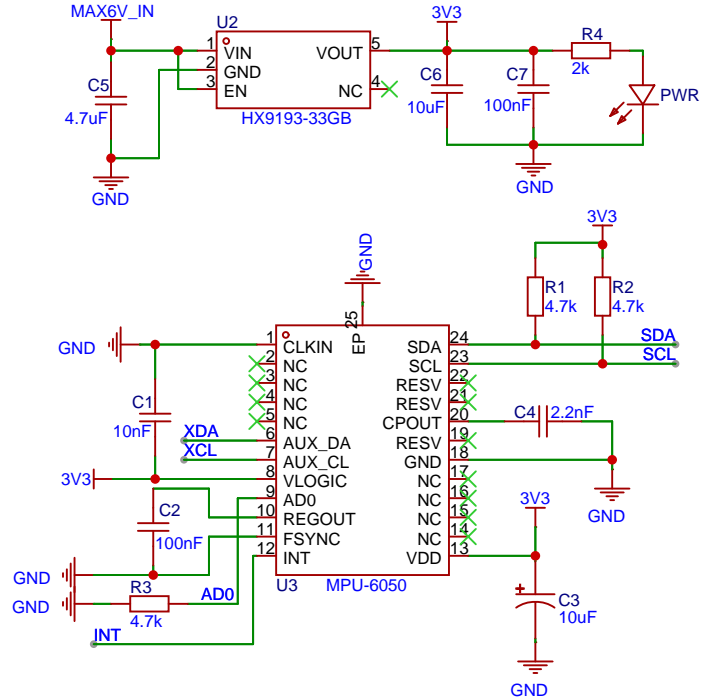 MAX6V_IN
U2
1 VIN
2 GND
3 EN
VOUT 5
NC 4
HX9193-33GB
C5
4.7uF
GND
3V3
C6
10uF
C7
100nF
R4
2k
PWR
GND
GND
EP 25
3V3
R1
4.7k
R2
4.7k
SDA
SCL
GND
C1
10nF
XDA
XCL
3V3
C2
100nF
GND
GND
R3
4.7k
AD0
INT
1 CLKIN
2 NC
3 NC
4 NC
5 NC
6 AUX_DA
7 AUX_CL
8 VLOGIC
9 AD0
10 REGOUT
11 FSYNC
12 INT
SDA 24
SCL 23
RESV 22
RESV 21
CPOUT 20
RESV 19
GND 18
NC 17
NC 16
NC 15
NC 14
VDD 13
U3
MPU-6050
C4
2.2nF
GND
3V3
C3
10uF
GND